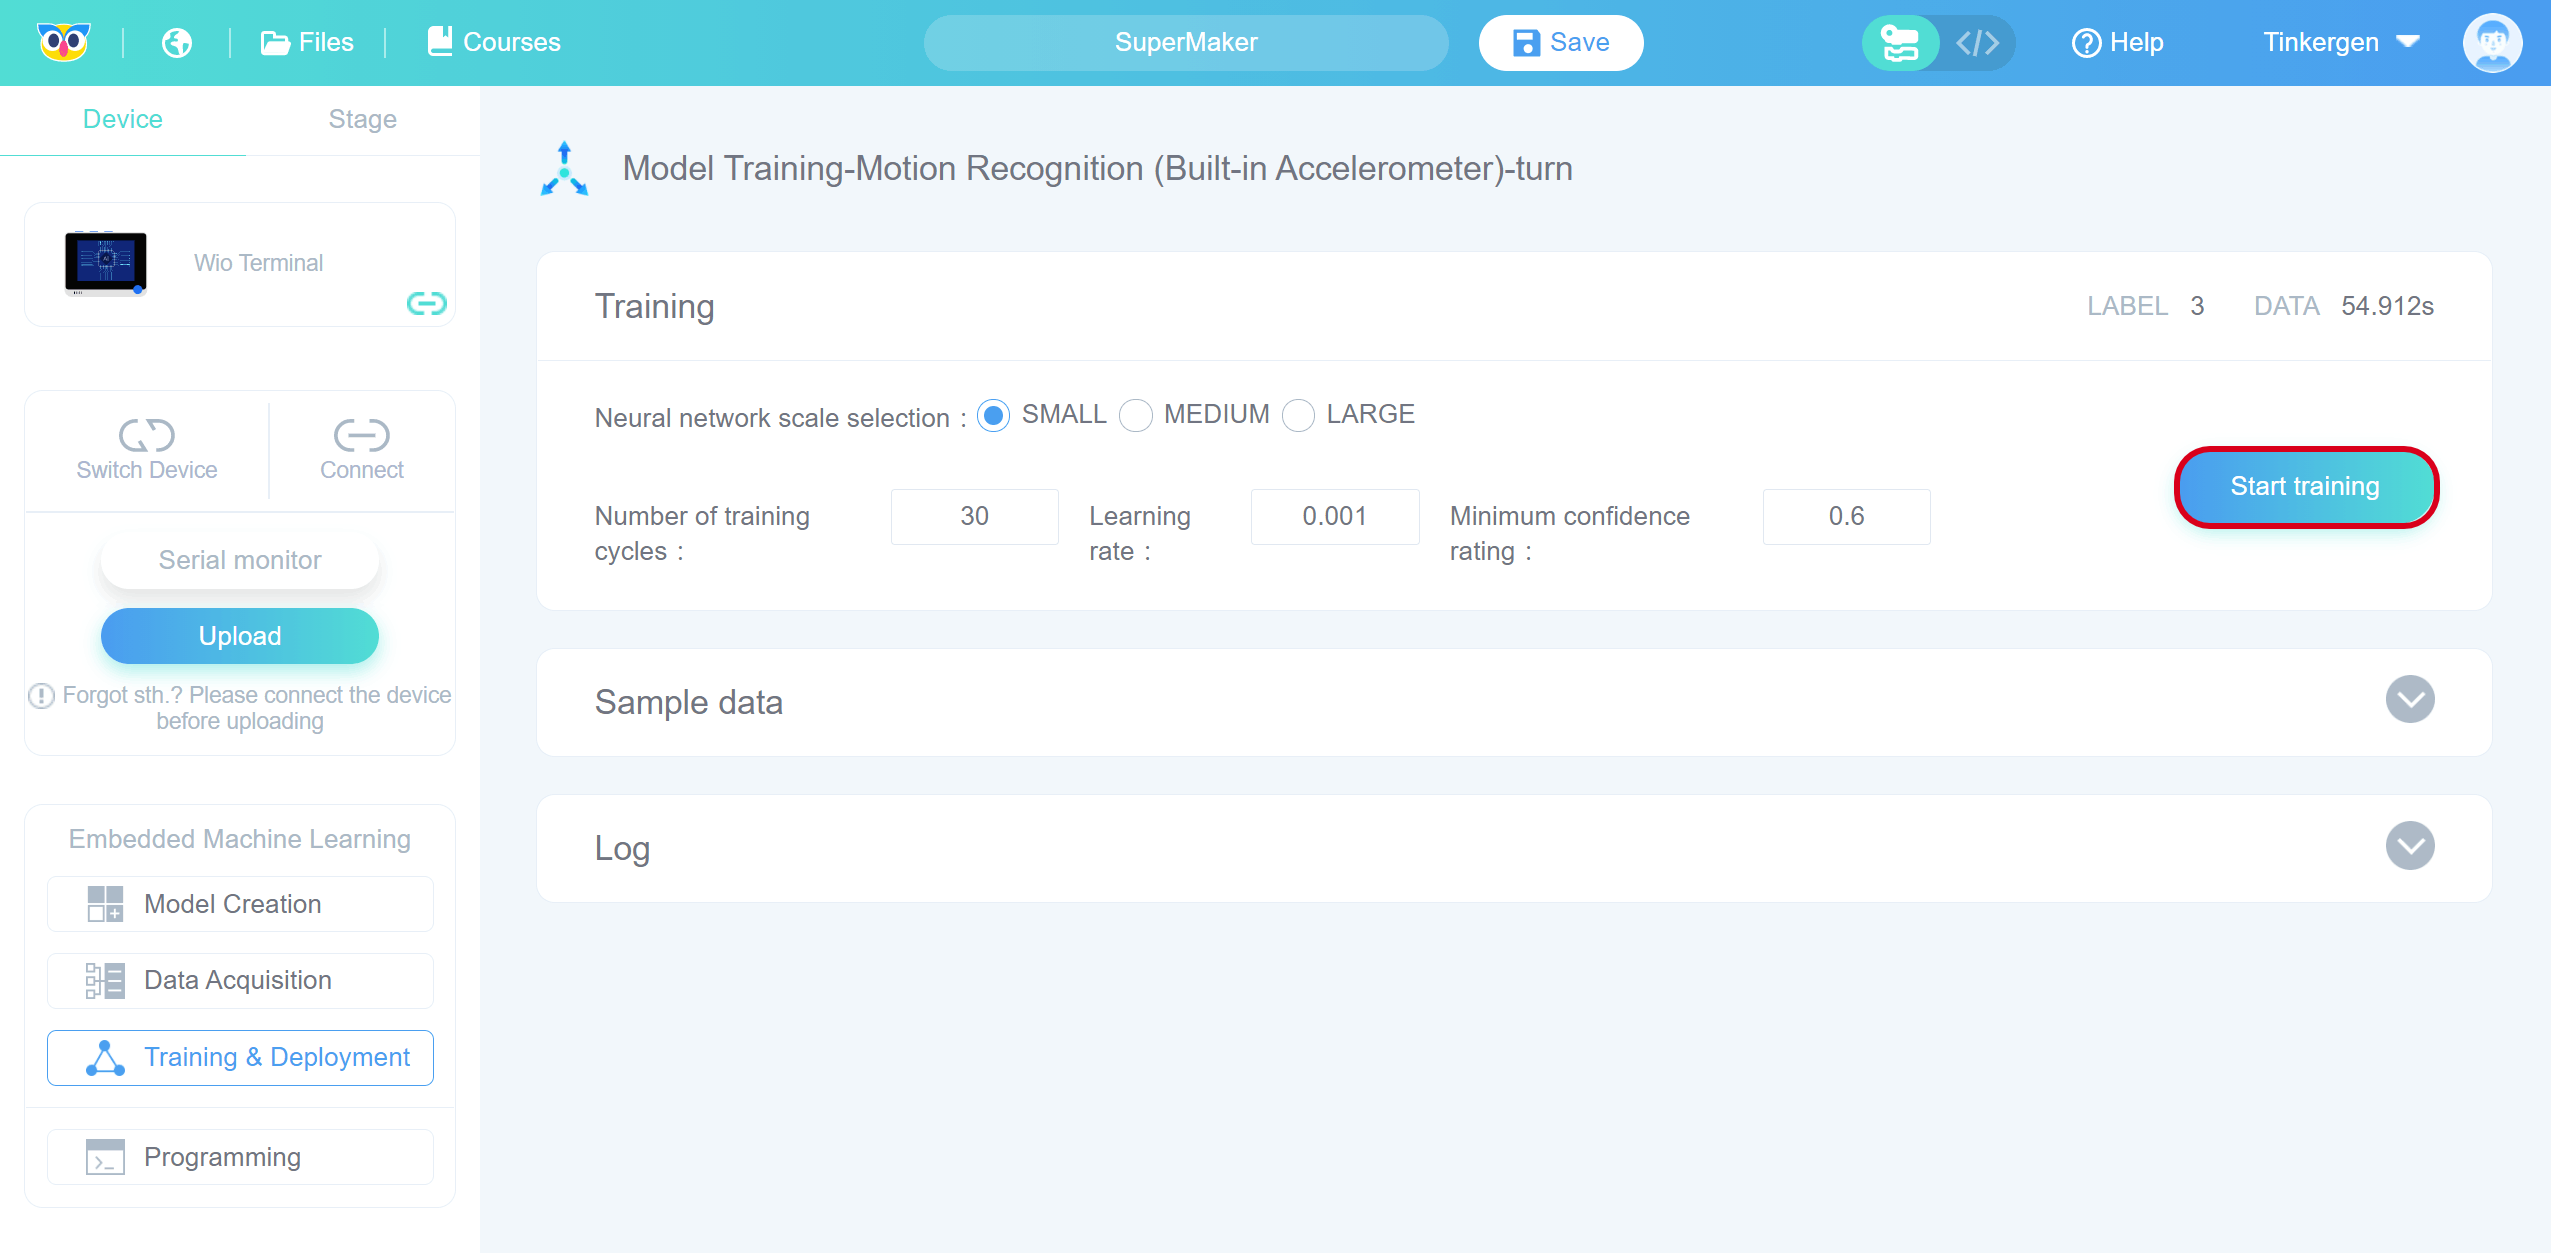 Files
Courses
SuperMaker
Save
</>
Help
Tinkergen
Device
Stage
Model Training-Motion Recognition (Built-in Accelerometer)-turn
Wio Terminal
Training
LABEL 3 DATA 54.912s
Neural network scale selection : SMALL MEDIUM LARGE
Switch Device
Connect
Number of training
cycles :
30
Learning
rate :
0.001
Minimum confidence
rating :
0.6
Start training
Serial monitor
Upload
Forgot sth.? Please connect the device
before uploading
Sample data
Log
Embedded Machine Learning
Model Creation
Data Acquisition
Training & Deployment
Programming